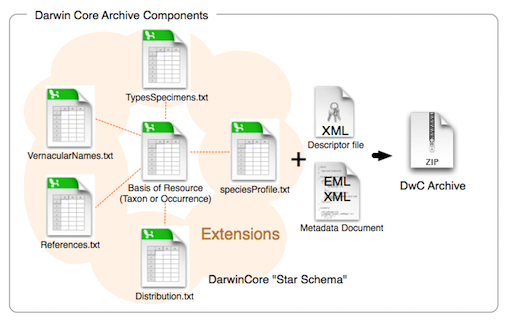 Darwin Core Archive Components
TypesSpecimens.txt
VernacularNames.txt
Basis of Resource
(Taxon or Occurrence)
speciesProfile.txt
+
XML
Descriptor file
ZIP
DwC Archive
EML
XML
Metadata Document
References.txt
Extensions
Distribution.txt
DarwinCore "Star Schema"